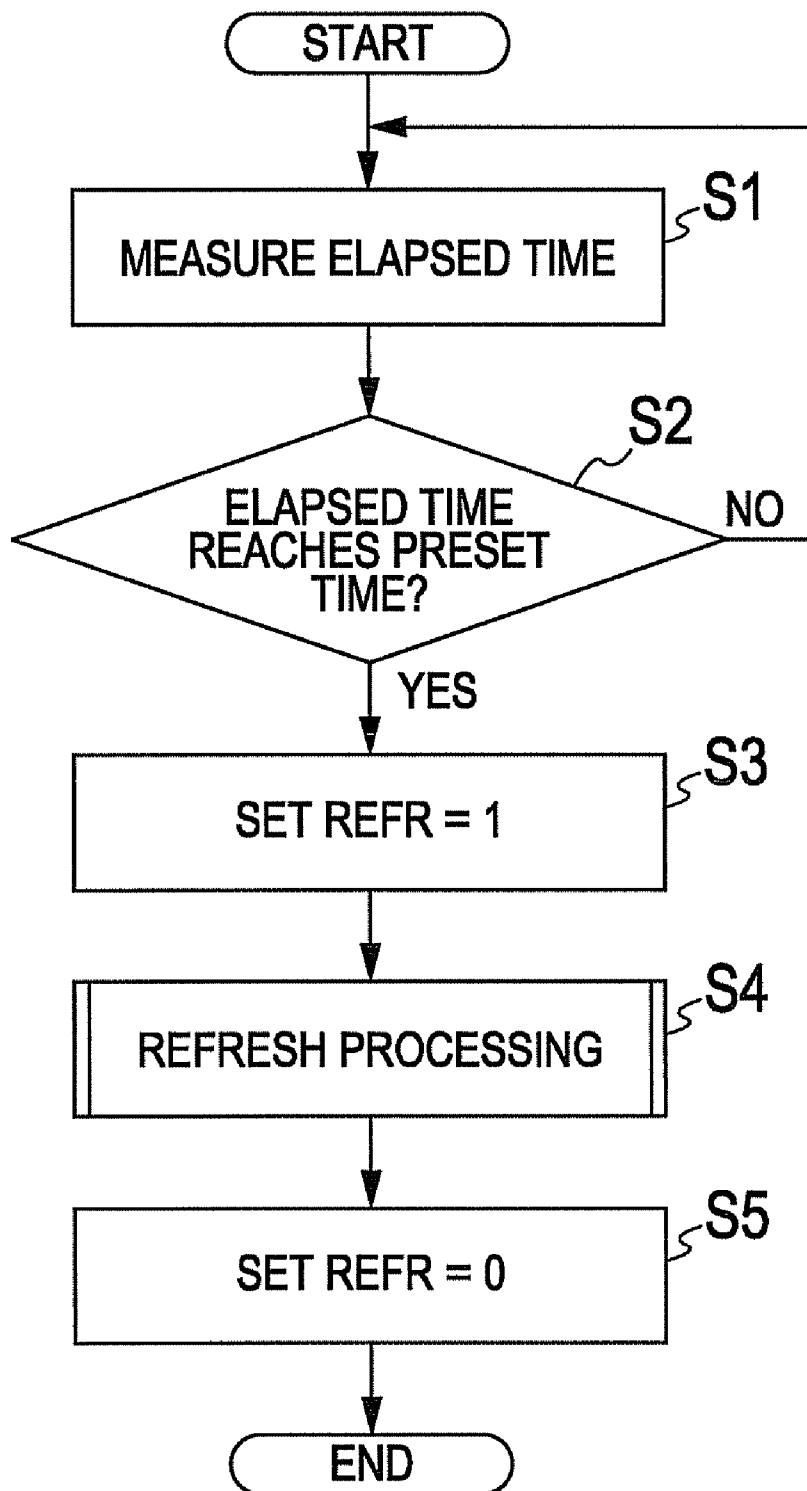 START
S1
MEASURE ELAPSED TIME
S2
ELAPSED TIME
REACHES PRESET
TIME?
NO
YES
S3
SET REFR = 1
S4
REFRESH PROCESSING
S5
SET REFR = 0
END